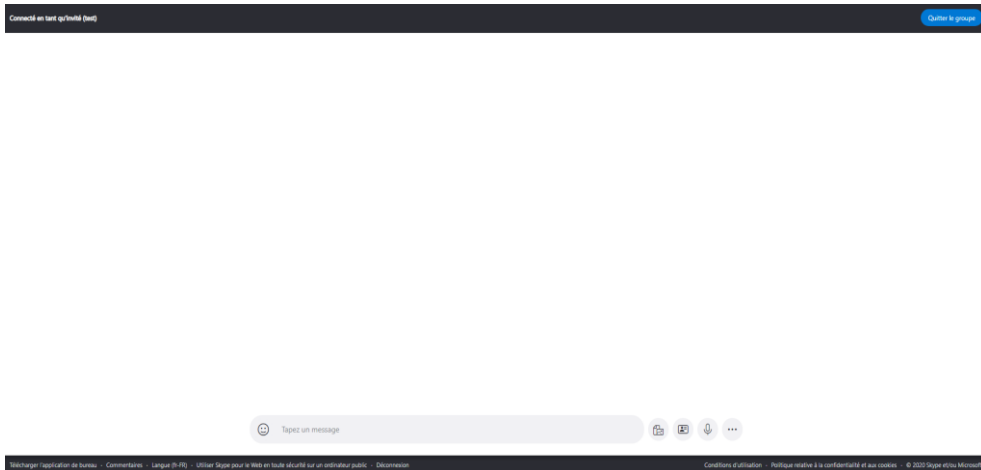 Connecté en tant qu'invité (test)
Quitter le groupe
Tapez un message
Télécharger l'application de bureau - Commentaires - Langue (fr-FR) - Utiliser Skype pour le Web en toute sécurité sur un ordinateur public - Déconnexion
Conditions d'utilisation - Politique relative à la confidentialité et aux cookies - © 2020 Skype et/ou Microsoft